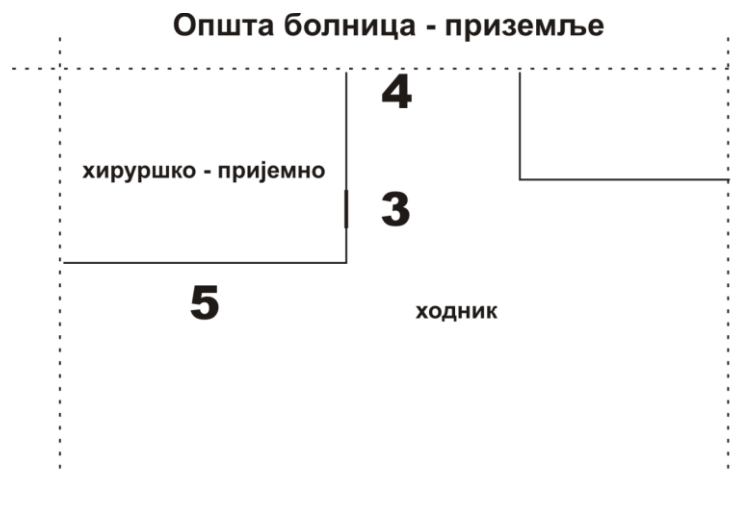 Општа болница - приземље
4
хируршко - пријемно
3
5
ходник